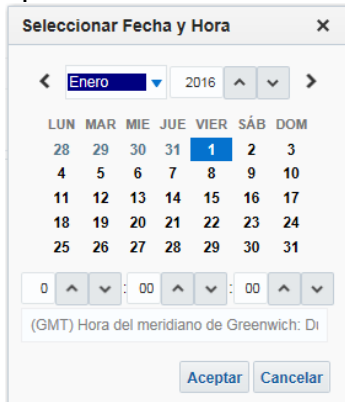 Seleccionar Fecha y Hora
Enero 2016
LUN MAR MIE JUE VIER SÁB DOM
28 29 30 31 1 2 3
4 5 6 7 8 9 10
11 12 13 14 15 16 17
18 19 20 21 22 23 24
25 26 27 28 29 30 31
0 : 00 : 00
(GMT) Hora del meridiano de Greenwich:
Aceptar Cancelar